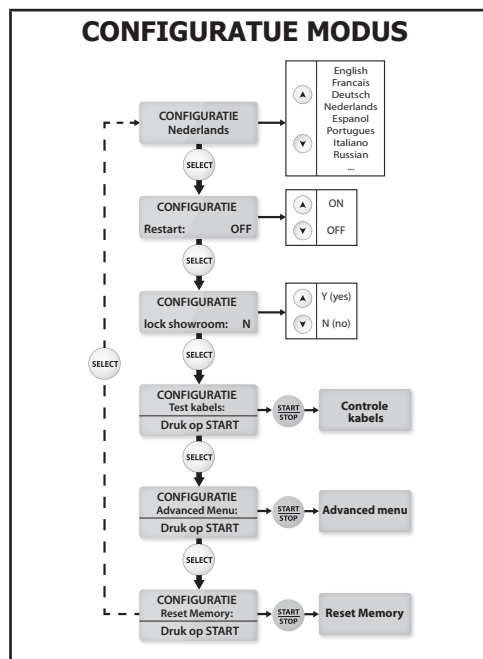 CONFIGURATUE MODUS
CONFIGURATIE
Nederlands
English
Francais
Deutsch
Nederlands
Espanol
Portugues
Italiano
Russian
...
SELECT
CONFIGURATIE
Restart: OFF
ON
OFF
SELECT
CONFIGURATIE
lock showroom: N
Y (yes)
N (no)
SELECT
SELECT
CONFIGURATIE
Test kabels:
Druk op START
START
STOP
Controle
kabels
SELECT
CONFIGURATIE
Advanced Menu:
Druk op START
START
STOP
Advanced menu
SELECT
CONFIGURATIE
Reset Memory:
Druk op START
START
STOP
Reset Memory